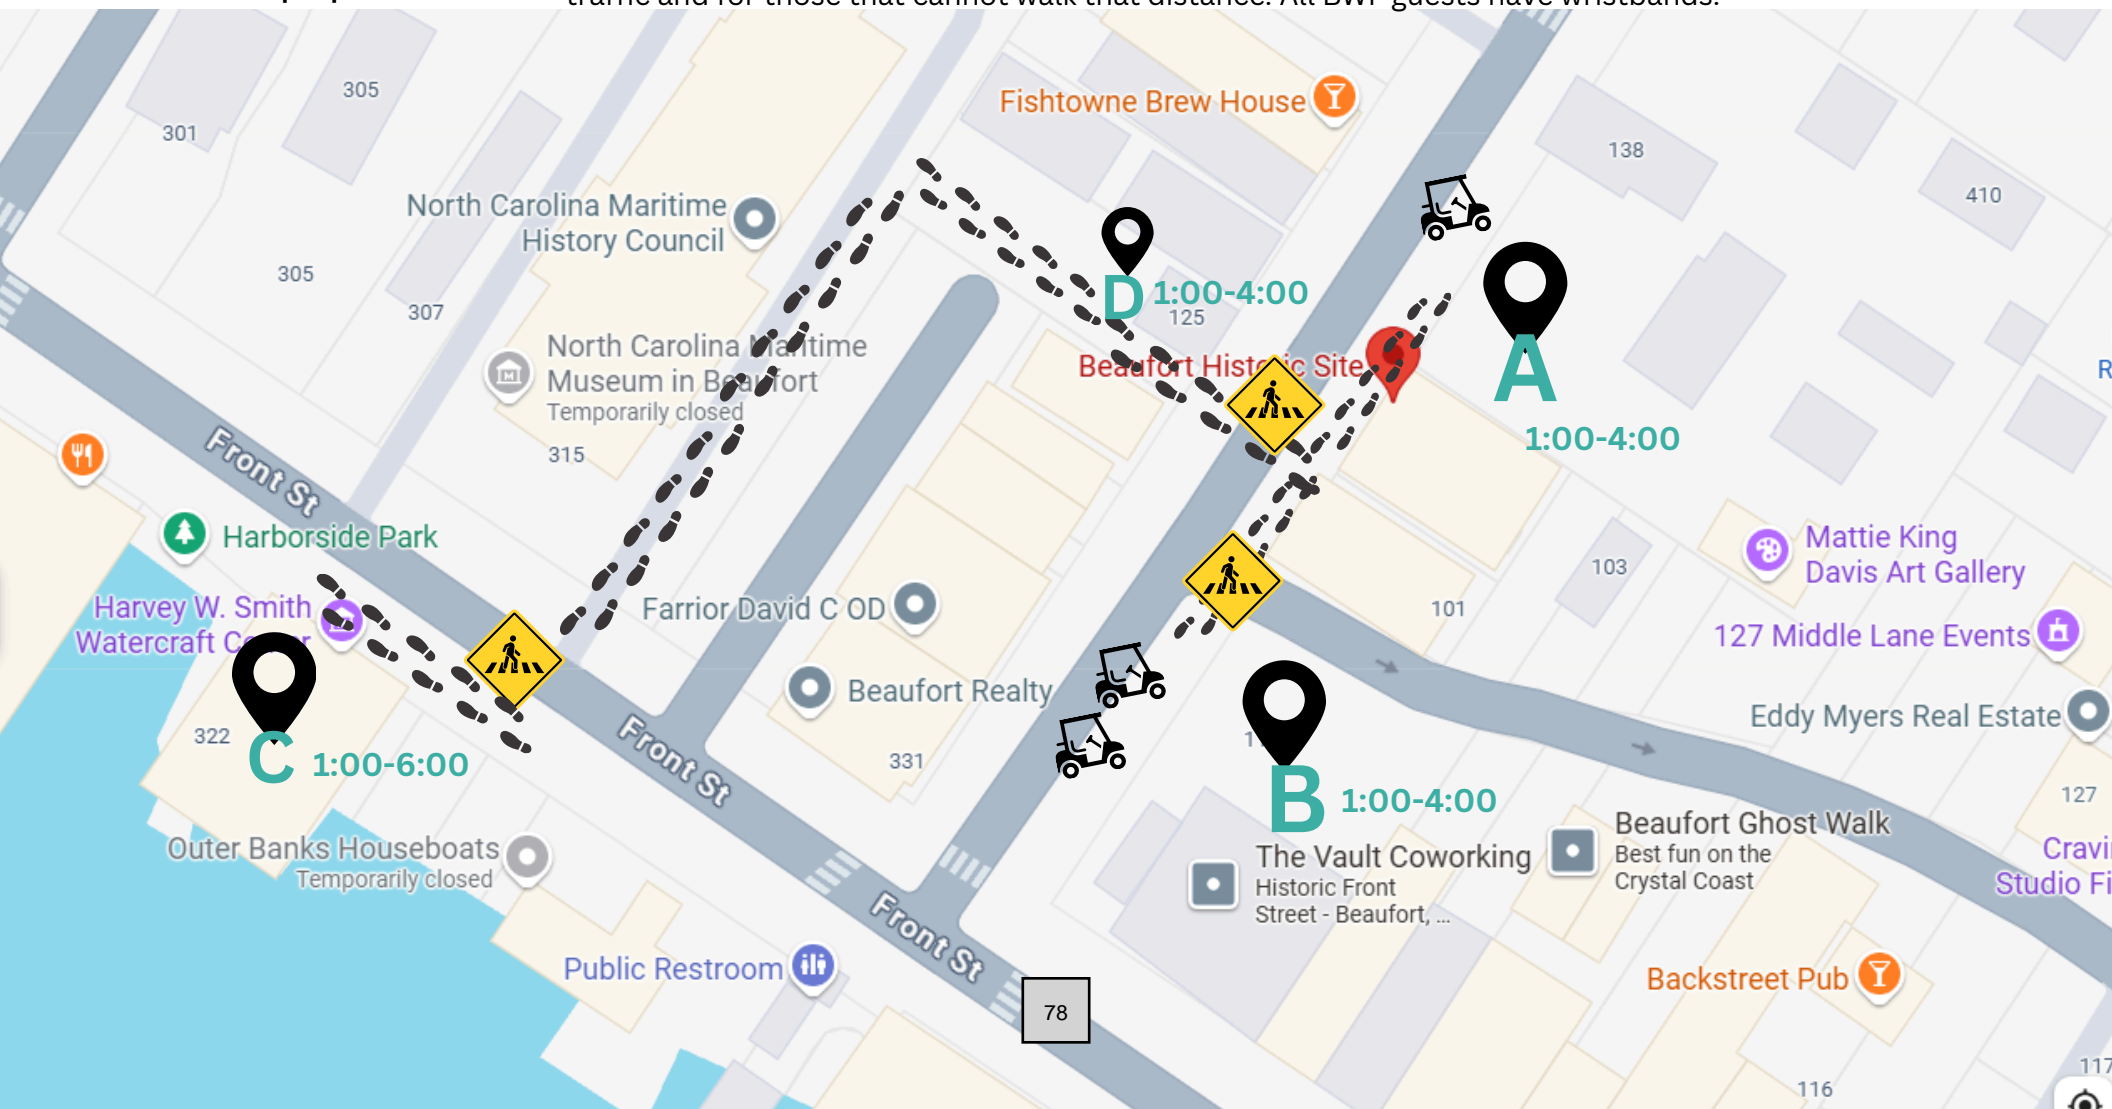 traffic and for those that cannot walk that distance. All BWF guests have wristbands.
305
301
Fishtowne Brew House
138
410
North Carolina Maritime
History Council
305
307
D 1:00-4:00
125
North Carolina Maritime
Museum in Beaufort
Temporarily closed
315
Beaufort Historic Site
A
1:00-4:00
Front St
Harborside Park
Harvey W. Smith
Watercraft Center
Farrior David C OD
Mattie King
Davis Art Gallery
103
101
127 Middle Lane Events
Beaufort Realty
Eddy Myers Real Estate
322
C 1:00-6:00
Front St
331
B 1:00-4:00
127
Outer Banks Houseboats
Temporarily closed
The Vault Coworking
Historic Front
Street - Beaufort, ...
Beaufort Ghost Walk
Best fun on the
Crystal Coast
Cravi
Studio Fi
Front St
Public Restroom
78
Backstreet Pub
116
117